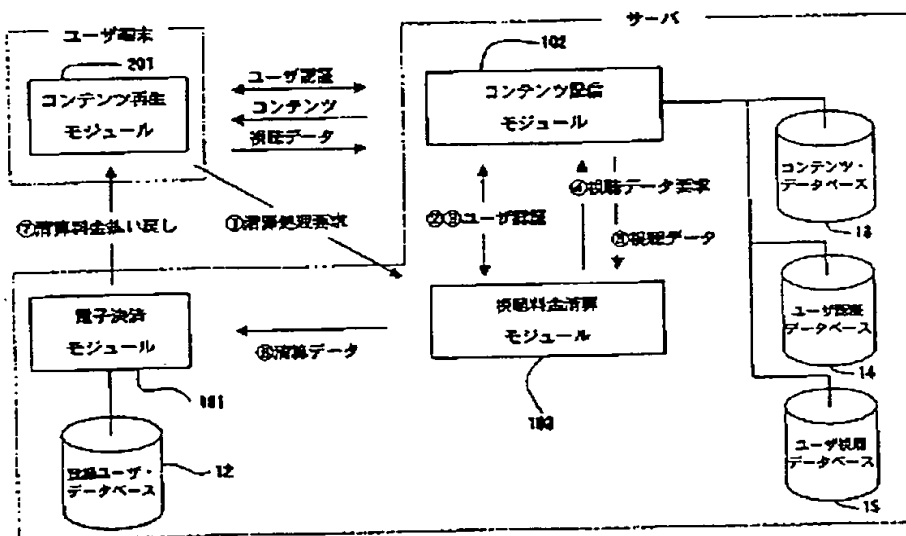 サーバ
ユーザ端末
201
コンテンツ再生
モジュール
ユーザ認証
コンテンツ
視聴データ
102
コンテンツ配信
モジュール
コンテンツ・
データベース
13
⑦清算料金払い戻し
①清算処理要求
②③ユーザ認証
④視聴データ要求
⑤視聴データ
ユーザ認証
データベース
14
電子決済
モジュール
101
⑥清算データ
視聴料金清算
モジュール
103
登録ユーザ・
データベース
12
ユーザ視聴
データベース
15